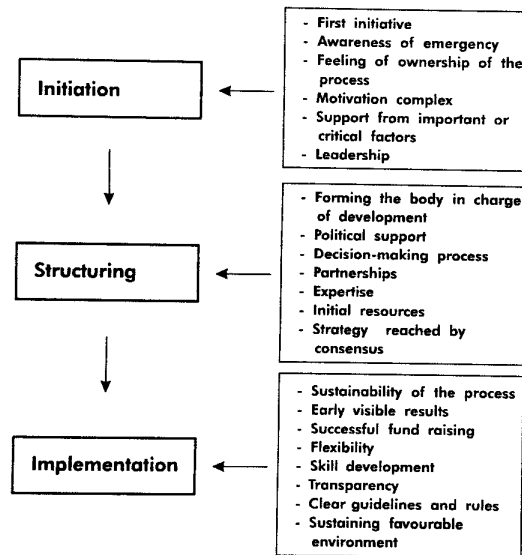 Initiation
- First initiative
- Awareness of emergency
- Feeling of ownership of the
process
- Motivation complex
- Support from important or
critical factors
- Leadership
Structuring
- Forming the body in charge
of development
- Political support
- Decision-making process
- Partnerships
- Expertise
- Initial resources
- Strategy reached by
consensus
Implementation
- Sustainability of the process
- Early visible results
- Successful fund raising
- Flexibility
- Skill development
- Transparency
- Clear guidelines and rules
- Sustaining favourable
environment